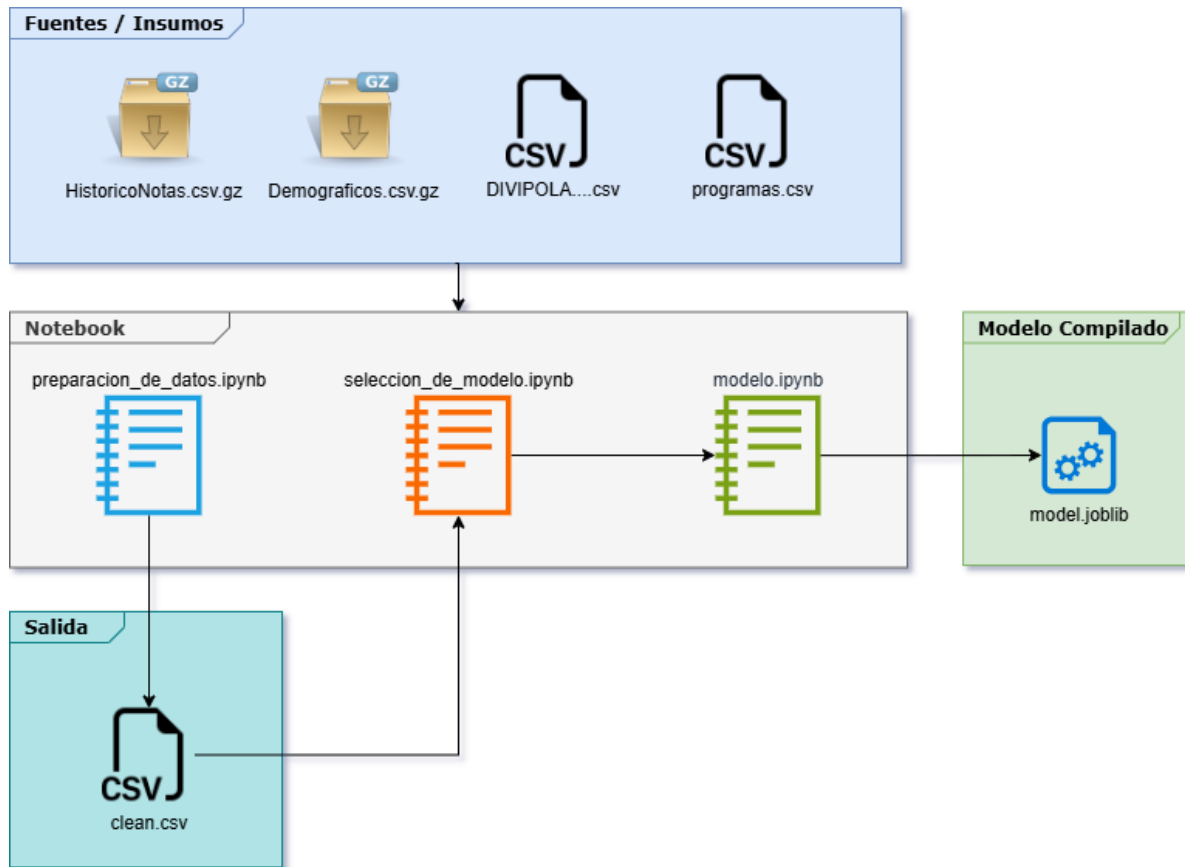 Fuentes / Insumos
GZ
GZ
CSV
CSV
HistoricoNotas.csv.gz
Demograficos.csv.gz
DIVIPOLA....csv
programas.csv
Notebook
preparacion_de_datos.ipynb
seleccion_de_modelo.ipynb
modelo.ipynb
Modelo Compilado
model.joblib
Salida
CSV
clean.csv